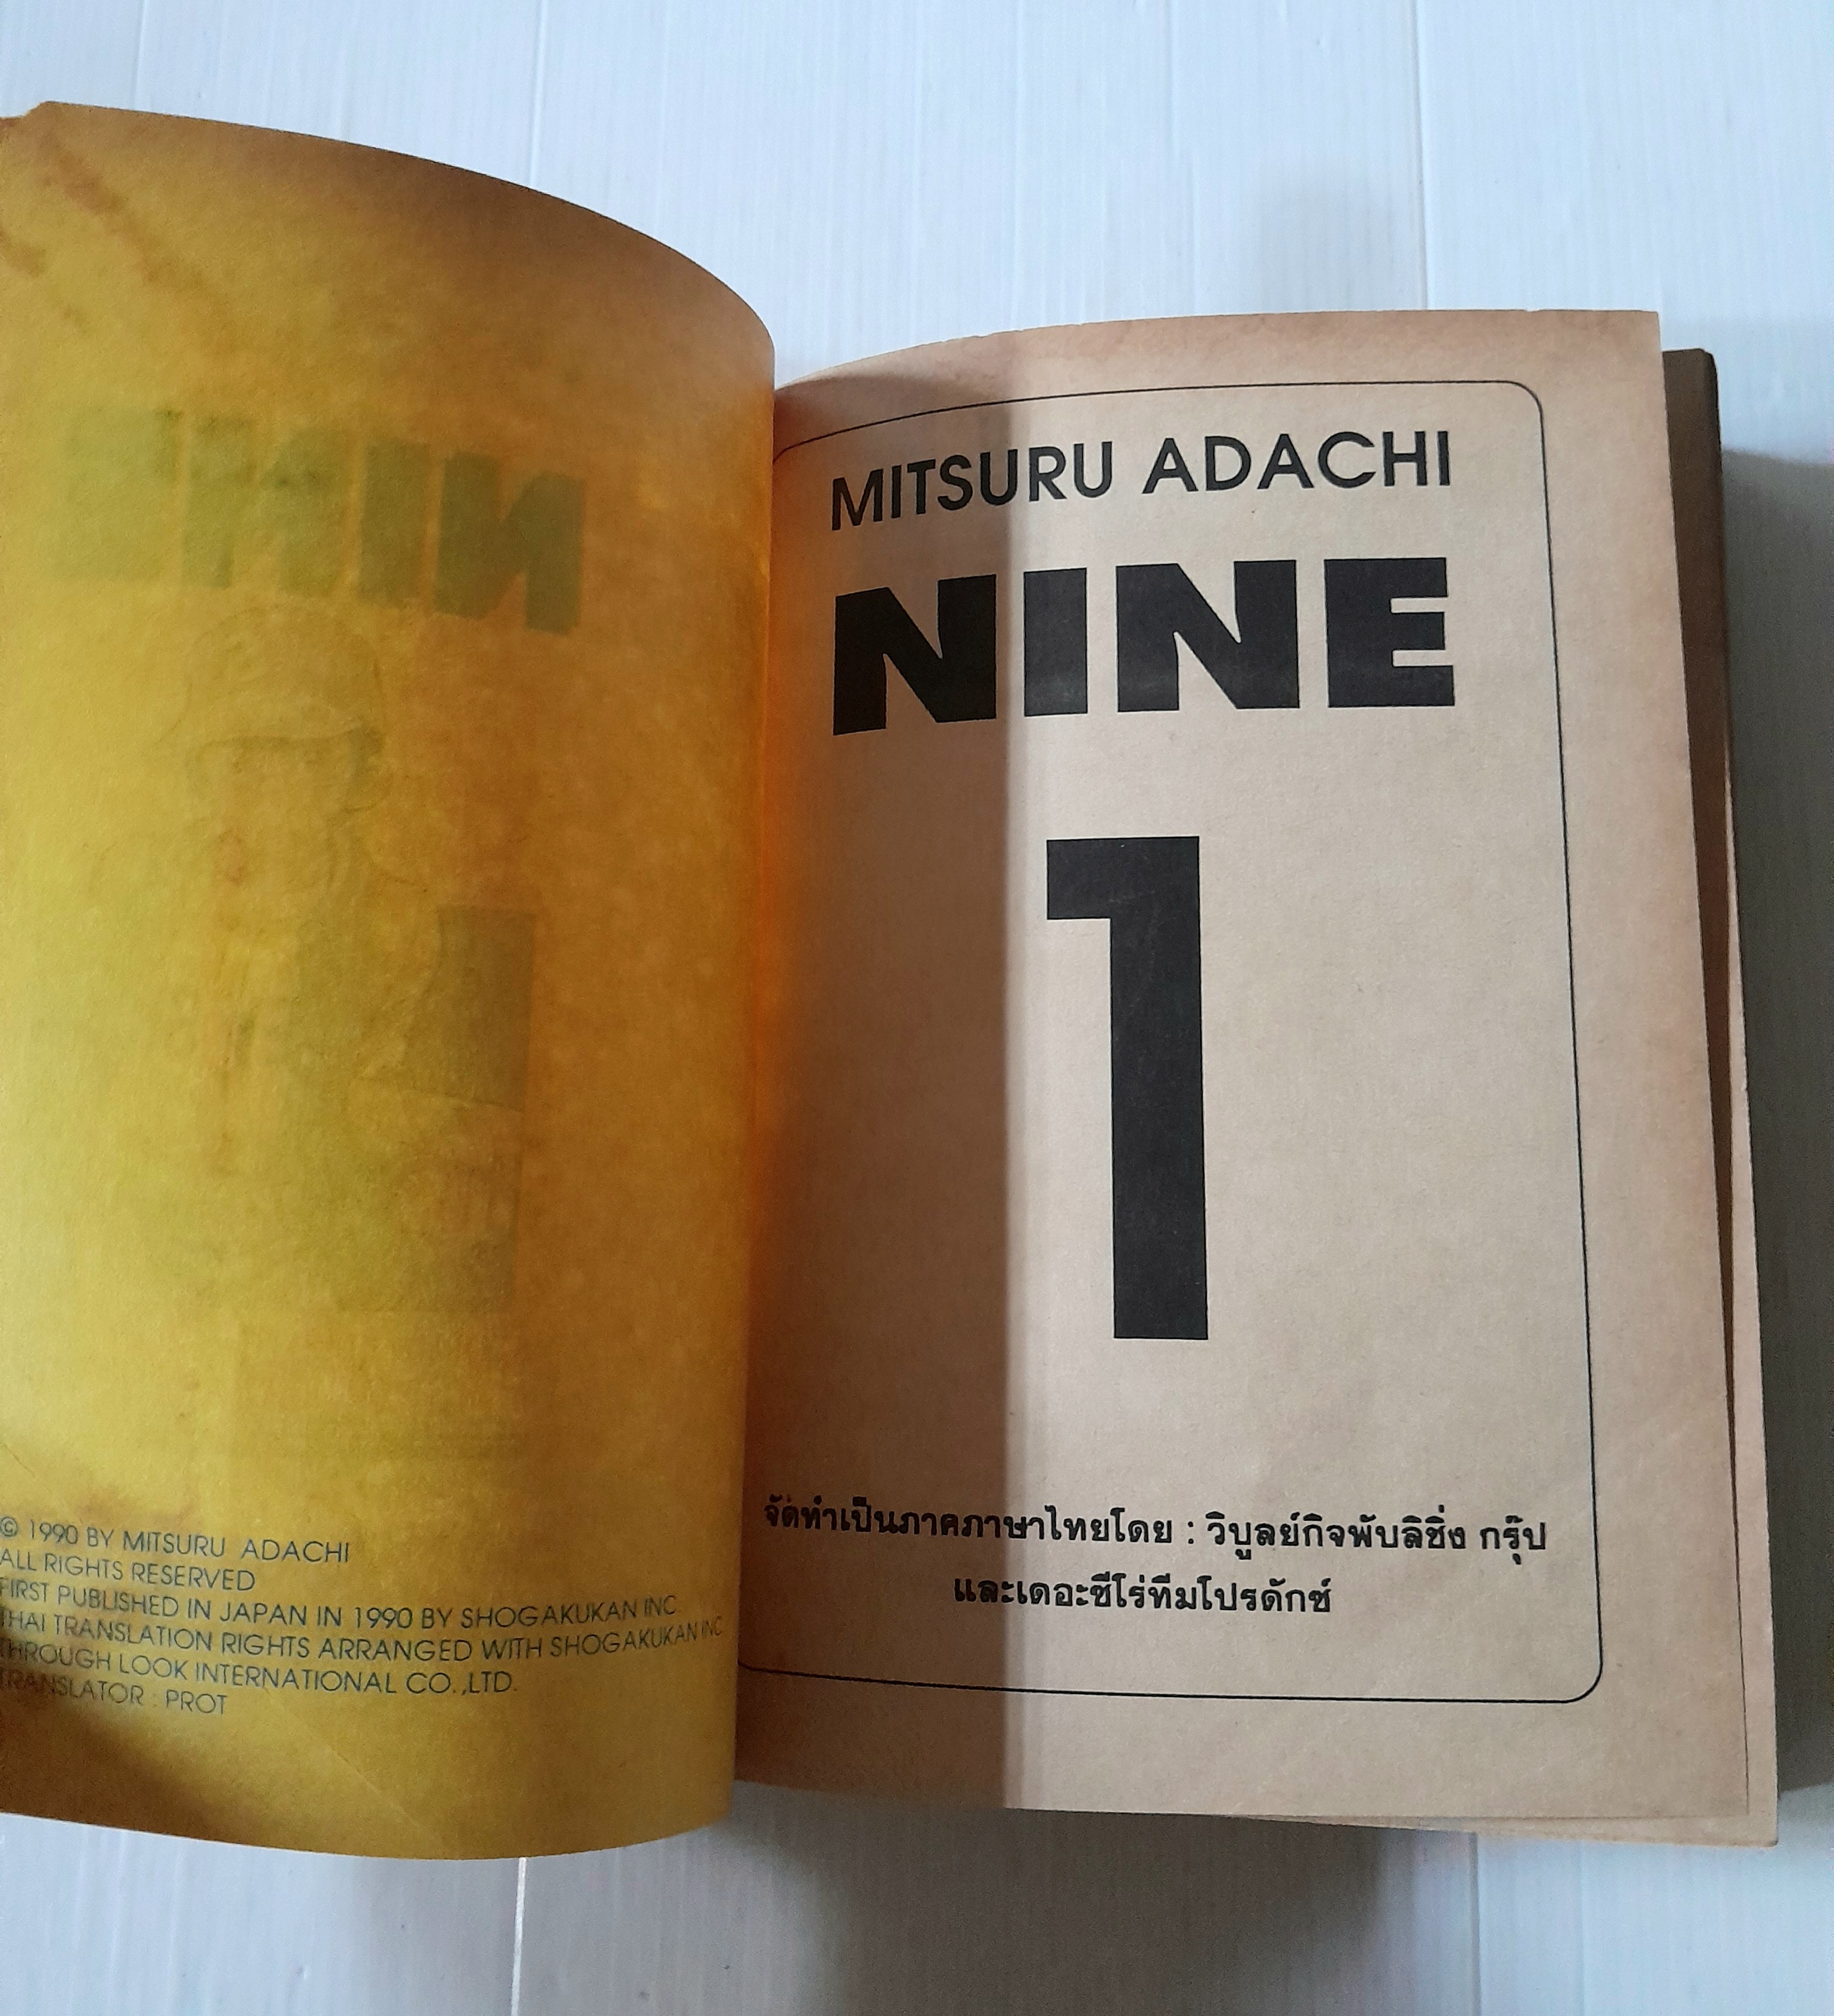 © 1990 BY MITSURU ADACHI
ALL RIGHTS RESERVED
FIRST PUBLISHED IN JAPAN IN 1990 BY SHOGAKUKAN INC.
THAI TRANSLATION RIGHTS ARRANGED WITH SHOGAKUKAN INC.
THROUGH LOOK INTERNATIONAL CO.,LTD.
TRANSLATOR : PROT
MITSURU ADACHI
NINE
1
จัดทำเป็นภาคภาษาไทยโดย : วิบูลย์กิจพับลิชิ่ง กรุ๊ป
และเดอะซีโร่ทีมโปรดักซ์